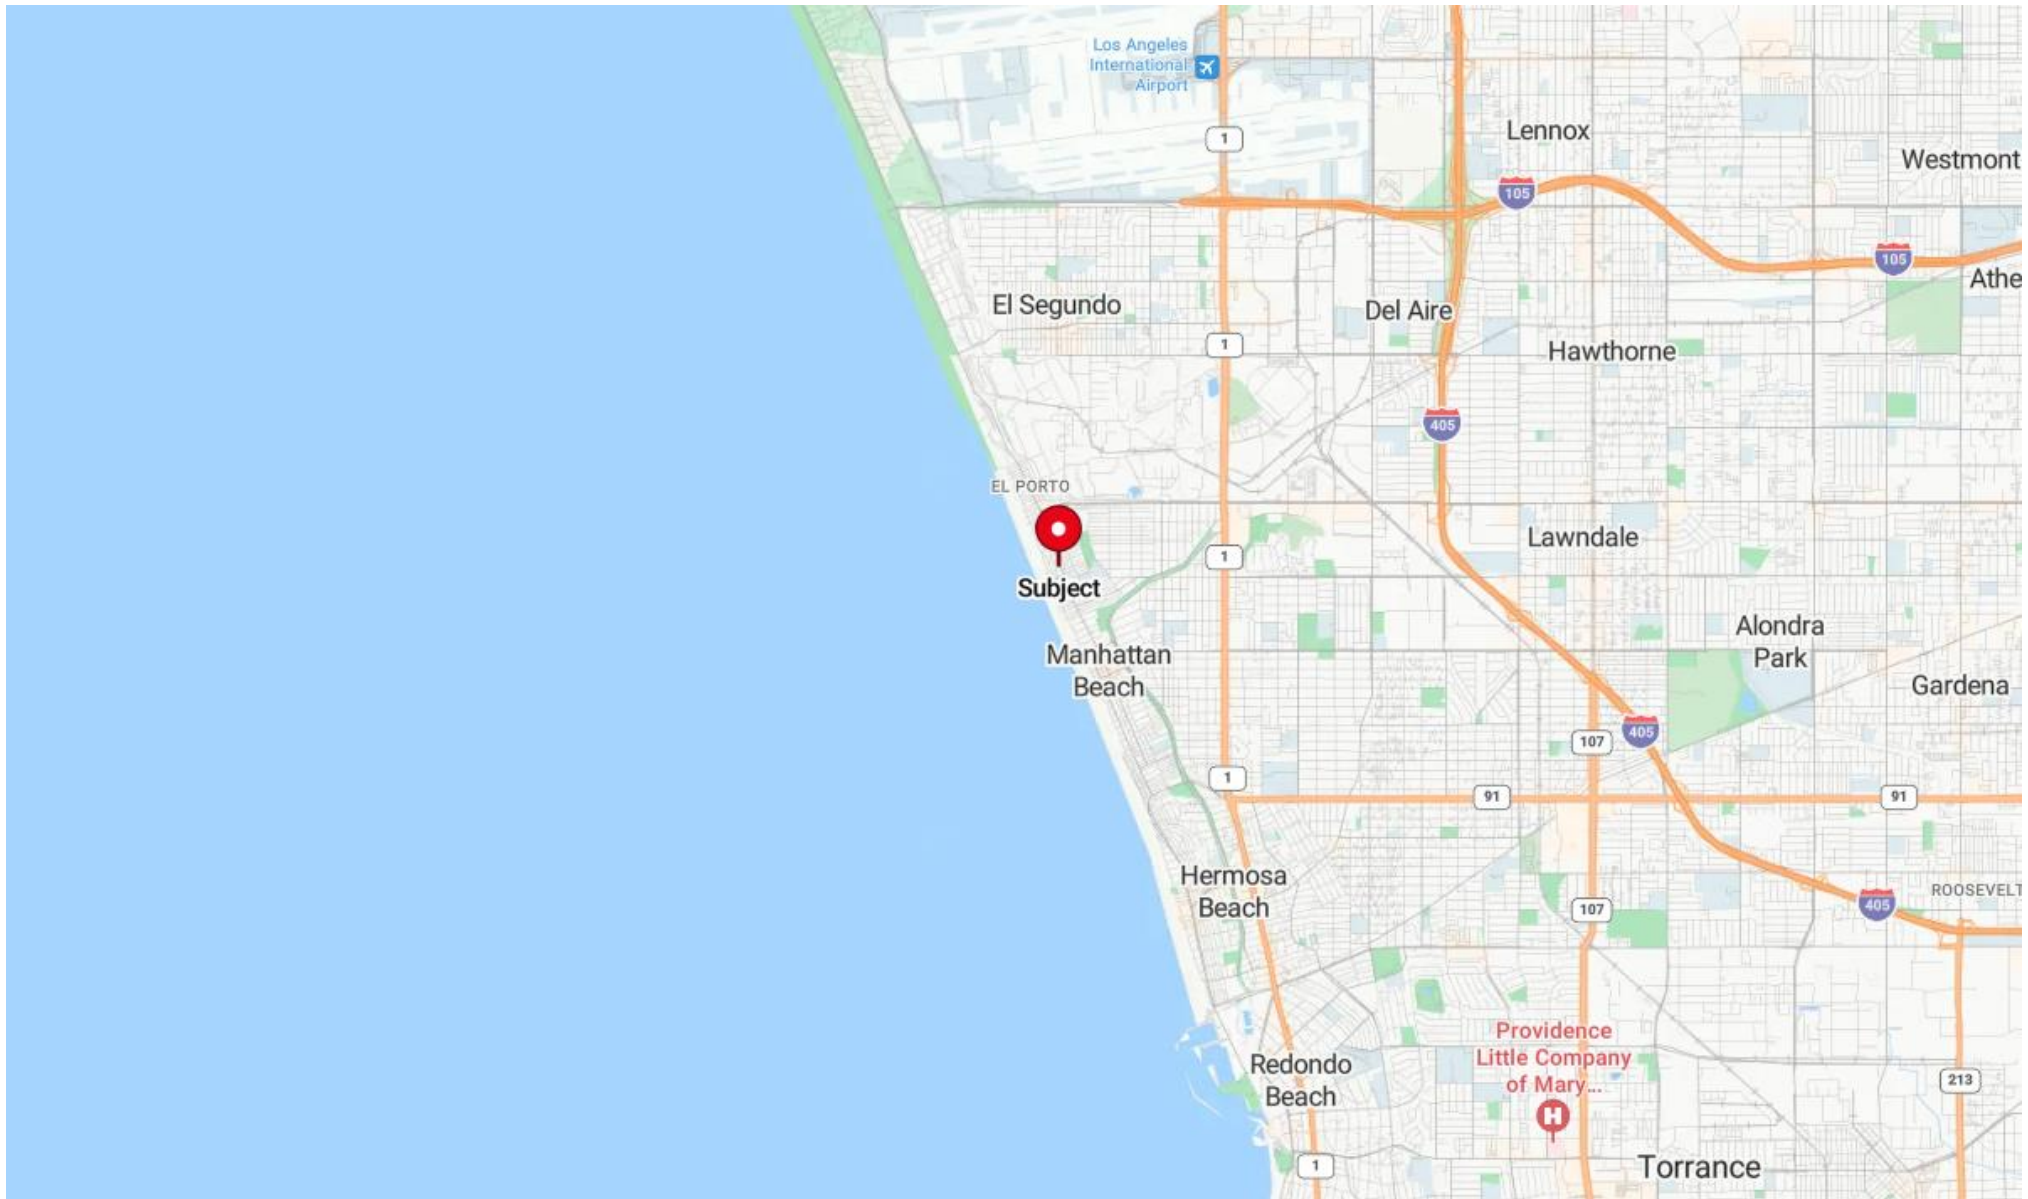 Los Angeles
International
Airport
1
Lennox
Westmont
105
105
Athe
El Segundo
Del Aire
1
Hawthorne
405
EL PORTO
1
Lawndale
Subject
Alondra
Park
Manhattan
Beach
Gardena
405
107
1
91
91
Hermosa
Beach
ROOSEVELT
405
107
Providence
Little Company
of Mary...
H
Redondo
Beach
213
1
Torrance